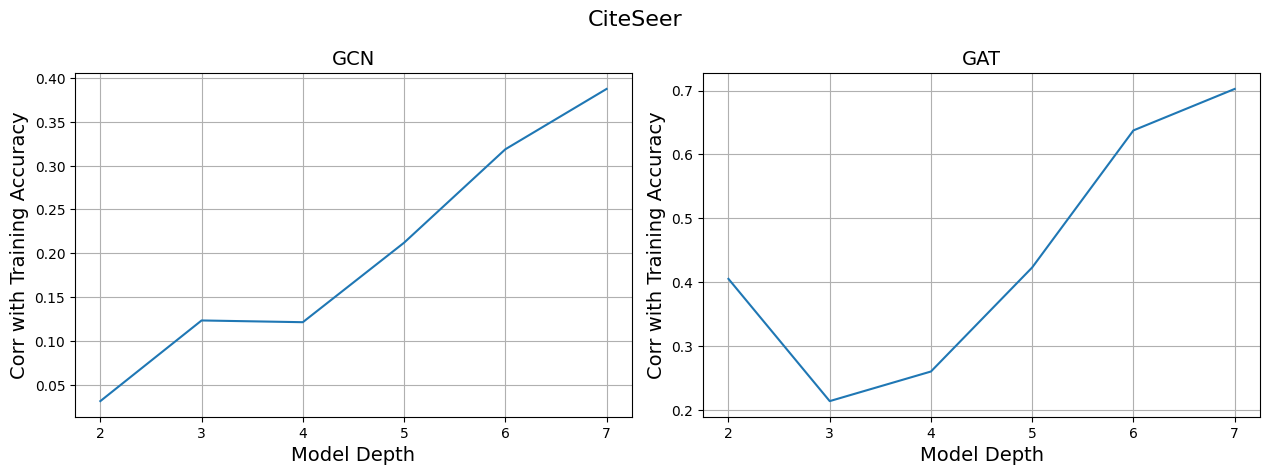 CiteSeer
GCN
Corr with Training Accuracy
0.40
0.35
0.30
0.25
0.20
0.15
0.10
0.05
2 3 4 5 6 7
Model Depth
GAT
Corr with Training Accuracy
0.7
0.6
0.5
0.4
0.3
0.2
2 3 4 5 6 7
Model Depth